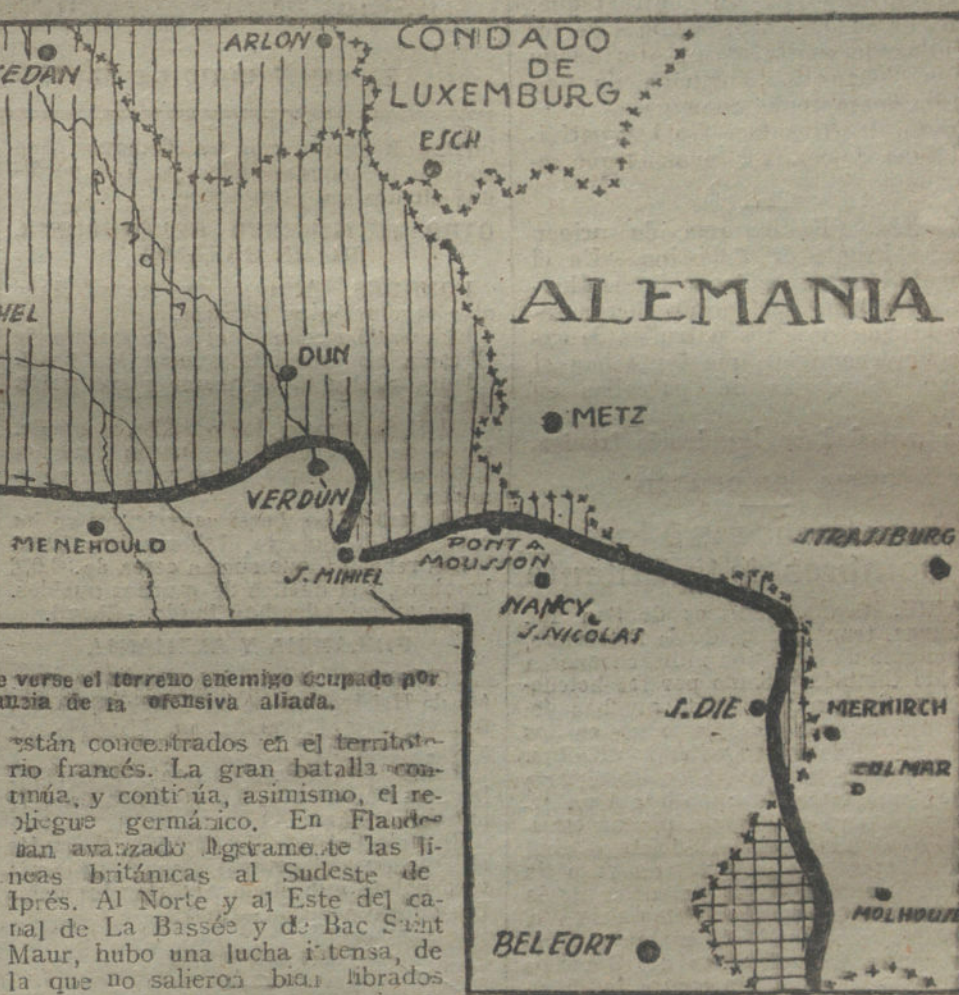 ARLON
CONDADO
DE
LUXEMBURG
EDAN
ESCH
HEL
ALEMANIA
DUN
METZ
VERDUN
MENEHOULD
PONT A
MOUSSON
S. MIHIEL
STRASSBURG
NANCY
S. NICOLAS
S. DIE
MERKIRCH
COLMAR
MOLHOUS
BELFORT
e verse el terreno enemigo ocupado por
de la ofensiva aliada.
están concentrados en el territo-
rio francés. La gran batalla con-
tinúa, y continúa, asimismo, el re-
pliegue germánico. En Flandes
han avanzado ligeramente las lí-
neas británicas al Sudeste de
Iprés. Al Norte y al Este del ca-
nal de La Bassée y de Bac Saint
Maur, hubo una lucha intensa, de
la que no salieron bien librados